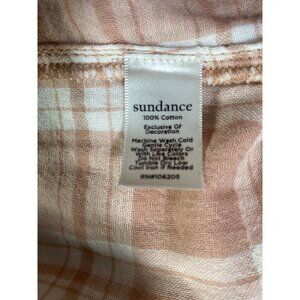 sundance
100% Cotton
Exclusive Of
Decoration
Machine Wash Cold
Gentle Cycle
Wash Separately Or
With Like Colors
Do Not Bleach
Tumble Dry Low
Cool Iron If Needed
RN#106205